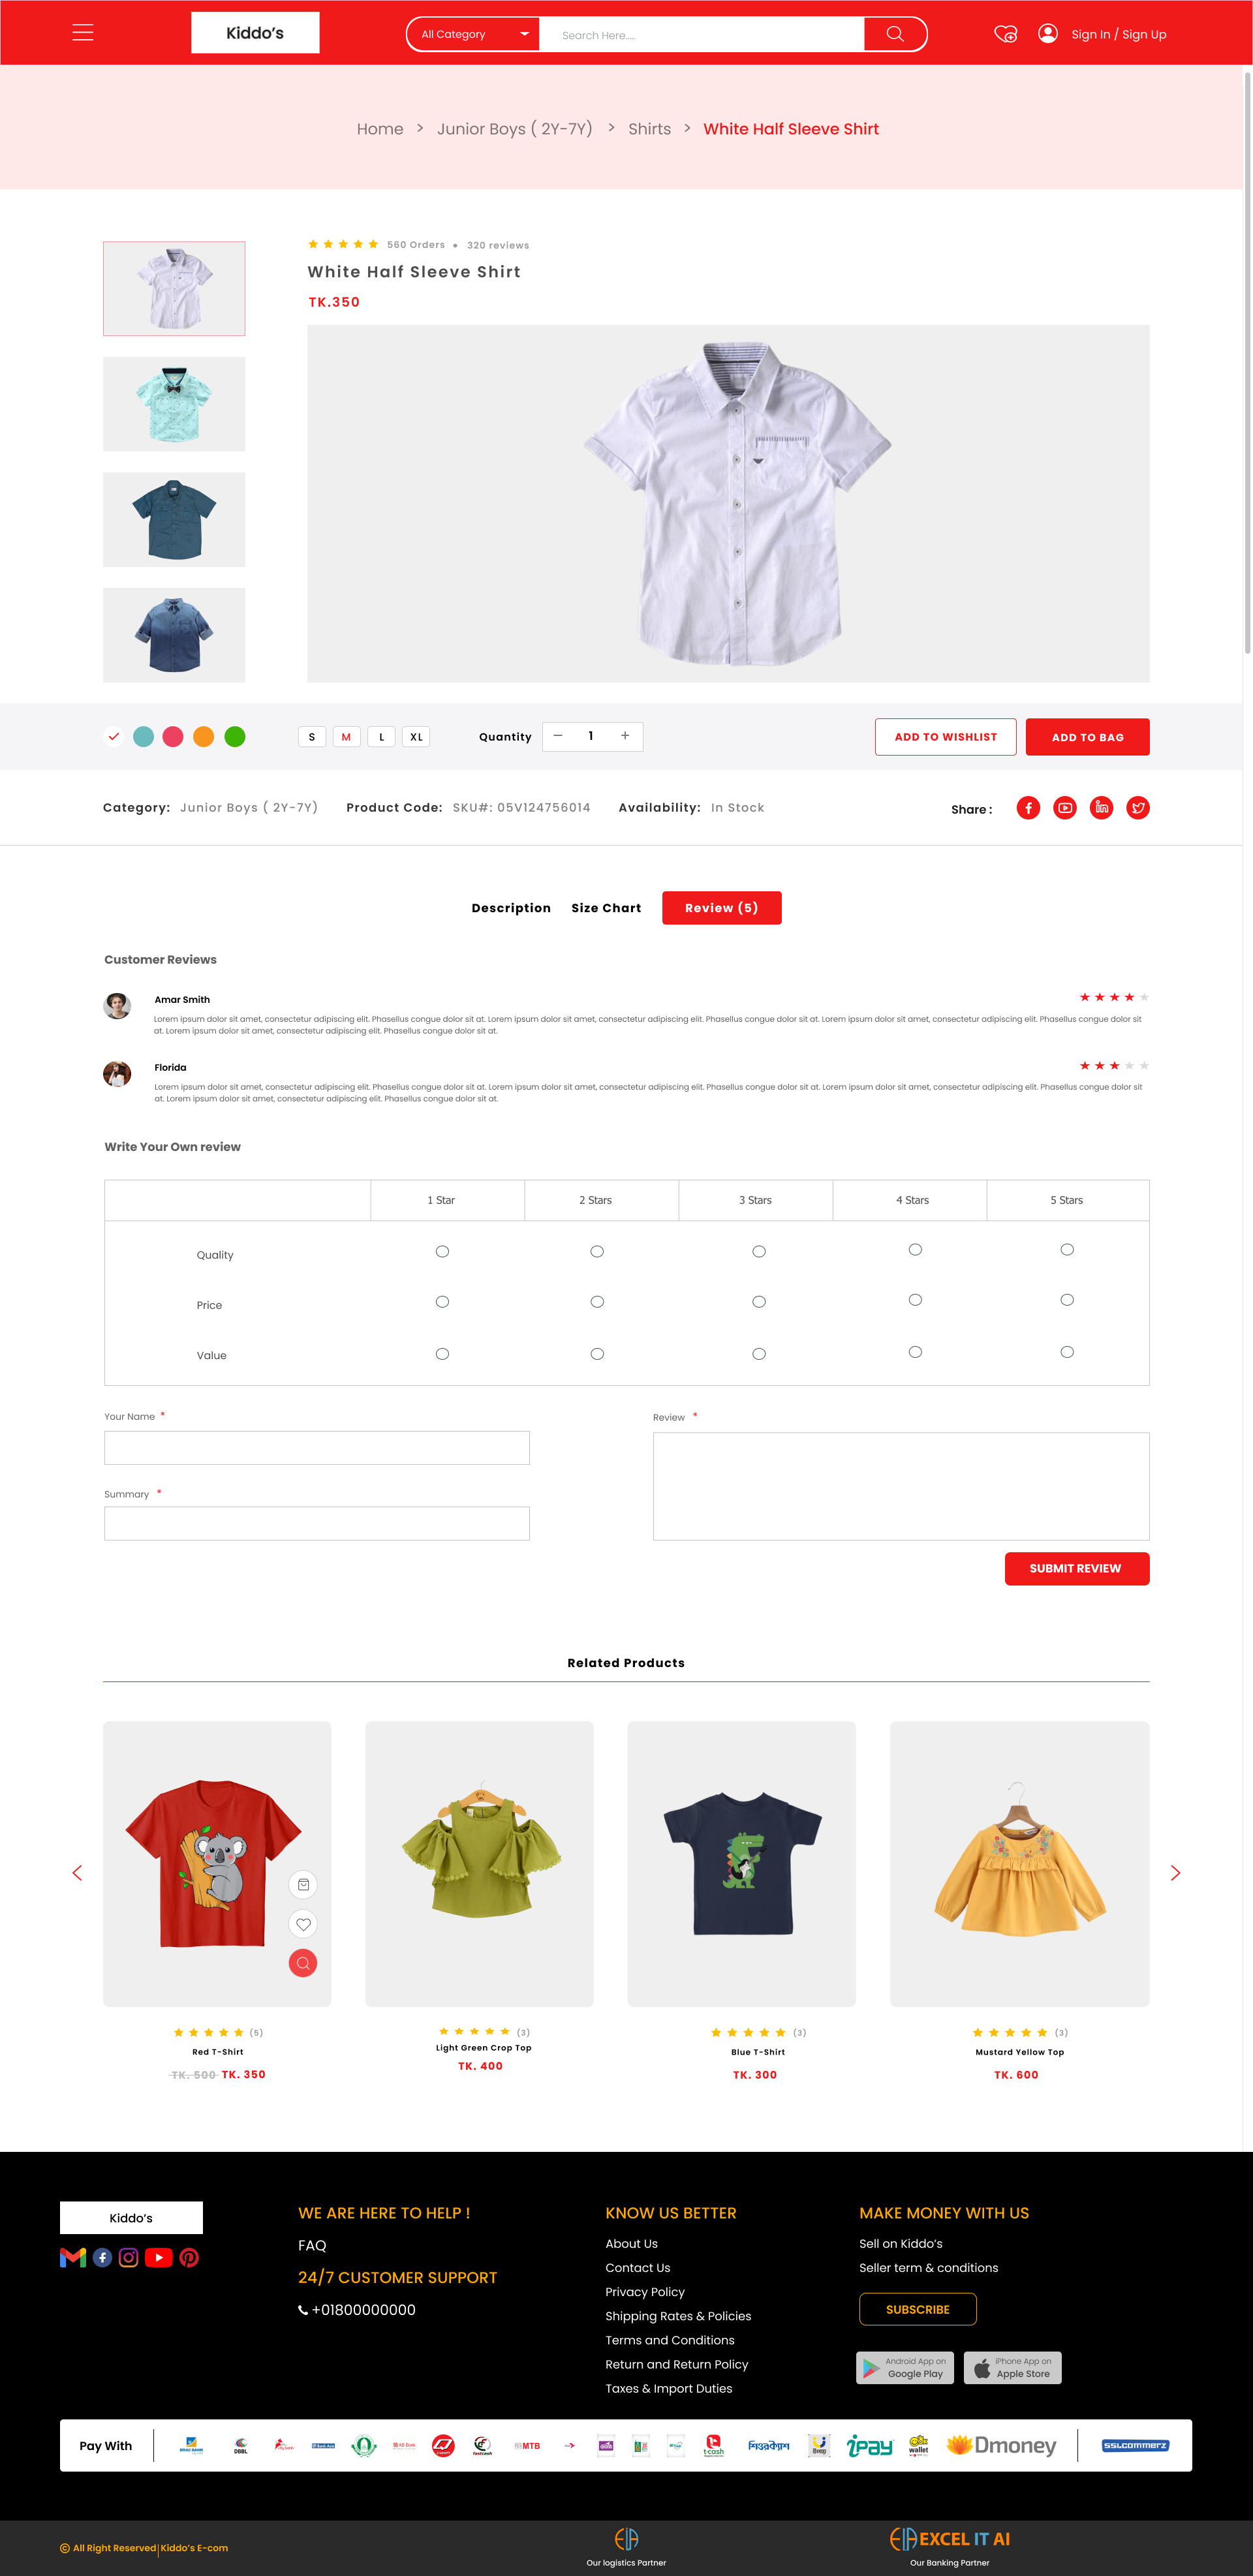 Kiddo's
All Category
Search Here.....
Sign In / Sign Up
Home > Junior Boys ( 2Y-7Y) > Shirts > White Half Sleeve Shirt
560 Orders • 320 reviews
White Half Sleeve Shirt
TK.350
S M L XL
Quantity — 1 +
ADD TO WISHLIST
ADD TO BAG
Category: Junior Boys ( 2Y-7Y) Product Code: SKU#: 05V124756014 Availability: In Stock
Share :
Description Size Chart Review (5)
Customer Reviews
Amar Smith
Lorem ipsum dolor sit amet, consectetur adipiscing elit. Phasellus congue dolor sit at. Lorem ipsum dolor sit amet, consectetur adipiscing elit. Phasellus congue dolor sit at. Lorem ipsum dolor sit amet, consectetur adipiscing elit. Phasellus congue dolor sit
at. Lorem ipsum dolor sit amet, consectetur adipiscing elit. Phasellus congue dolor sit at.
Florida
Lorem ipsum dolor sit amet, consectetur adipiscing elit. Phasellus congue dolor sit at. Lorem ipsum dolor sit amet, consectetur adipiscing elit. Phasellus congue dolor sit at. Lorem ipsum dolor sit amet, consectetur adipiscing elit. Phasellus congue dolor sit
at. Lorem ipsum dolor sit amet, consectetur adipiscing elit. Phasellus congue dolor sit at.
Write Your Own review
1 Star 2 Stars 3 Stars 4 Stars 5 Stars
Quality
Price
Value
Your Name *
Review *
Summary *
SUBMIT REVIEW
Related Products
(5)
Red T-Shirt
TK. 500 TK. 350
(3)
Light Green Crop Top
TK. 400
(3)
Blue T-Shirt
TK. 300
(3)
Mustard Yellow Top
TK. 600
Kiddo's
WE ARE HERE TO HELP !
FAQ
24/7 CUSTOMER SUPPORT
+01800000000
KNOW US BETTER
About Us
Contact Us
Privacy Policy
Shipping Rates & Policies
Terms and Conditions
Return and Return Policy
Taxes & Import Duties
MAKE MONEY WITH US
Sell on Kiddo's
Seller term & conditions
SUBSCRIBE
Android App on
Google Play
iPhone App on
Apple Store
Pay With
BRAC BANK
DBBL
fastcash
MTB
t-cash
শিওরক্যাশ
iPay
wallet
Dmoney
SSLCOMMERZ
© All Right Reserved|Kiddo's E-com
Our logistics Partner
EXCEL IT AI
Our Banking Partner